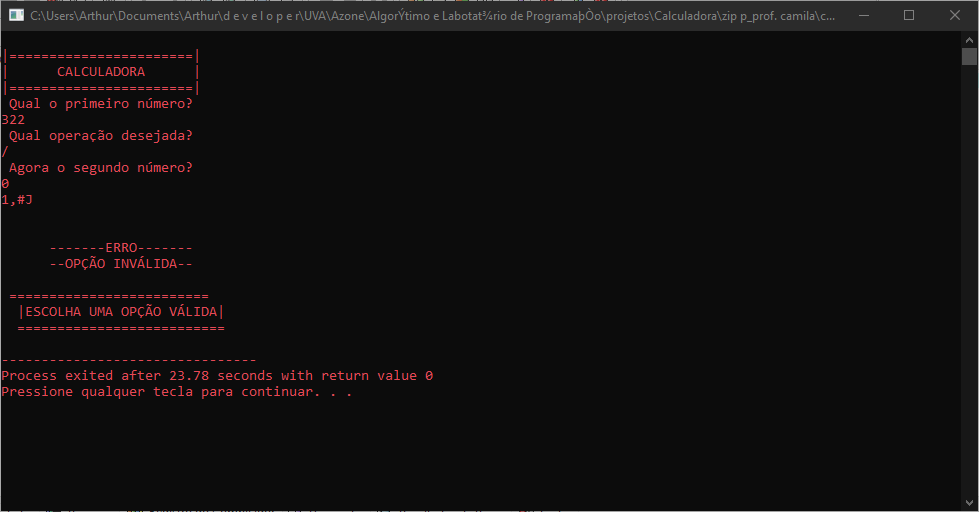 C:\Users\Arthur\Documents\Arthur\d e v e l o p e r\UVA\Azone\AlgorÝtimo e Labotat¾rio de ProgramaþÒo\projetos\Calculadora\zip p_prof. camila\c...
|=======================|
|      CALCULADORA      |
|=======================|
Qual o primeiro número?
322
Qual operação desejada?
/
Agora o segundo número?
0
1,#J
-------ERRO-------
--OPÇÃO INVÁLIDA--
=========================
|ESCOLHA UMA OPÇÃO VÁLIDA|
==========================
--------------------------------
Process exited after 23.78 seconds with return value 0
Pressione qualquer tecla para continuar. . .